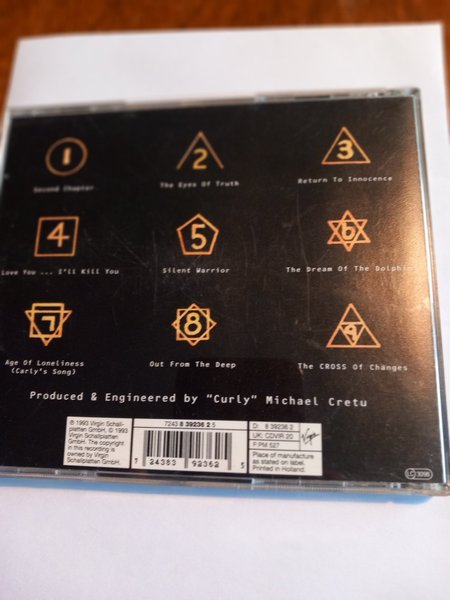 1
Second Chapter
2
The Eyes Of Truth
3
Return To Innocence
4
Love You ... I'll Kill You
5
Silent Warrior
6
The Dream Of The Dolphin
7
Age Of Loneliness
(Carly's Song)
8
Out From The Deep
9
The CROSS Of Changes
Produced & Engineered by "Curly" Michael Cretu
℗ 1993 Virgin Schall-
platten GmbH, © 1993
Virgin Schallplatten
GmbH. The copyright
in this recording is
owned by Virgin
Schallplatten GmbH.
7243 8 39236 2 5
7 24383 92362 5
D: 8 39236 2
UK: CDVIR 20
F:PM 527
Place of manufacture
as stated on label.
Printed in Holland.
Virgin
LC 3098